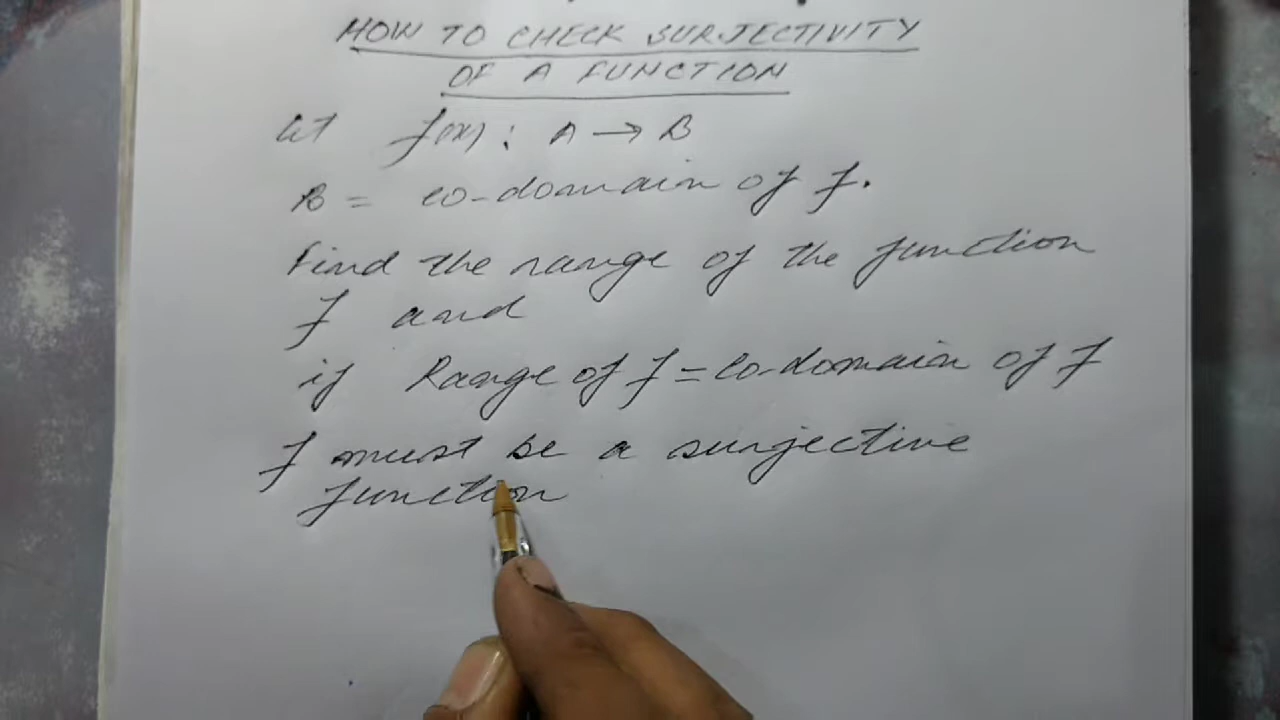 HOW TO CHECK SURJECTIVITY
OF A FUNCTION
Let f(x) : A → B
B = co-domain of f.
Find the range of the function
f and
if Range of f = co-domain of f
f must be a surjective
function